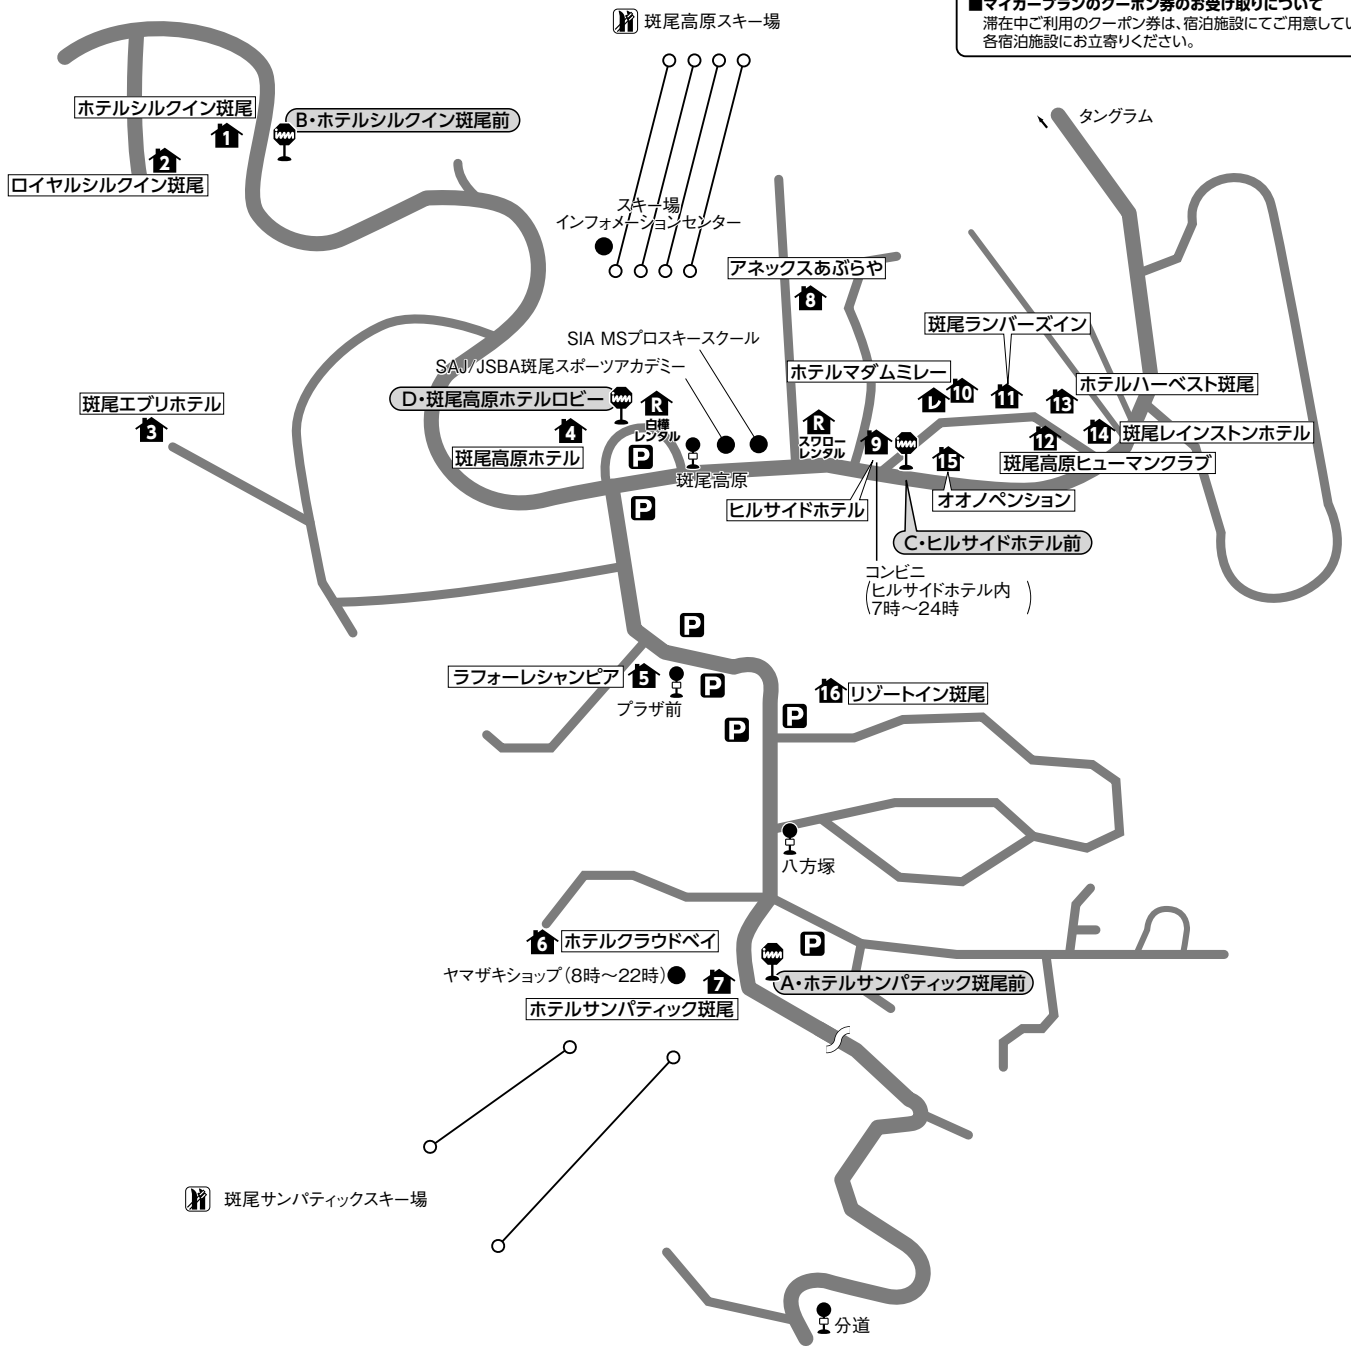 ■マイカープランのクーポン券のお受け取りについて
滞在中ご利用のクーポン券は、宿泊施設にてご用意してい
各宿泊施設にお立寄りください。
斑尾高原スキー場
タングラム
ホテルシルクイン斑尾
1
B・ホテルシルクイン斑尾前
2
ロイヤルシルクイン斑尾
スキー場
インフォメーションセンター
アネックスあぶらや
8
斑尾ランバーズイン
SIA MSプロスキースクール
SAJ/JSBA斑尾スポーツアカデミー
ホテルマダムミレー
レ
10
11
13
ホテルハーベスト斑尾
斑尾エブリホテル
3
D・斑尾高原ホテルロビー
R
白樺
レンタル
4
斑尾高原ホテル
P
斑尾高原
R
スワロー
レンタル
9
15
12
14
斑尾レインストンホテル
斑尾高原ヒューマンクラブ
オオノペンション
ヒルサイドホテル
P
C・ヒルサイドホテル前
コンビニ
(ヒルサイドホテル内
7時～24時)
P
ラフォーレシャンピア
5
プラザ前
P
P
P
16
リゾートイン斑尾
八方塚
6
ホテルクラウドベイ
P
ヤマザキショップ(8時～22時)
7
A・ホテルサンパティック斑尾前
ホテルサンパティック斑尾
斑尾サンパティックスキー場
分道